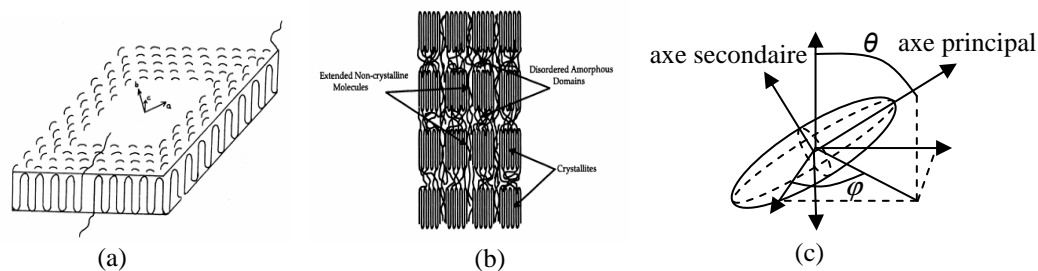 b
c
a
(a)
Extended Non-crystalline
Molecules
Disordered Amorphous
Domains
Crystallites
(b)
axe secondaire
θ
axe principal
φ
(c)